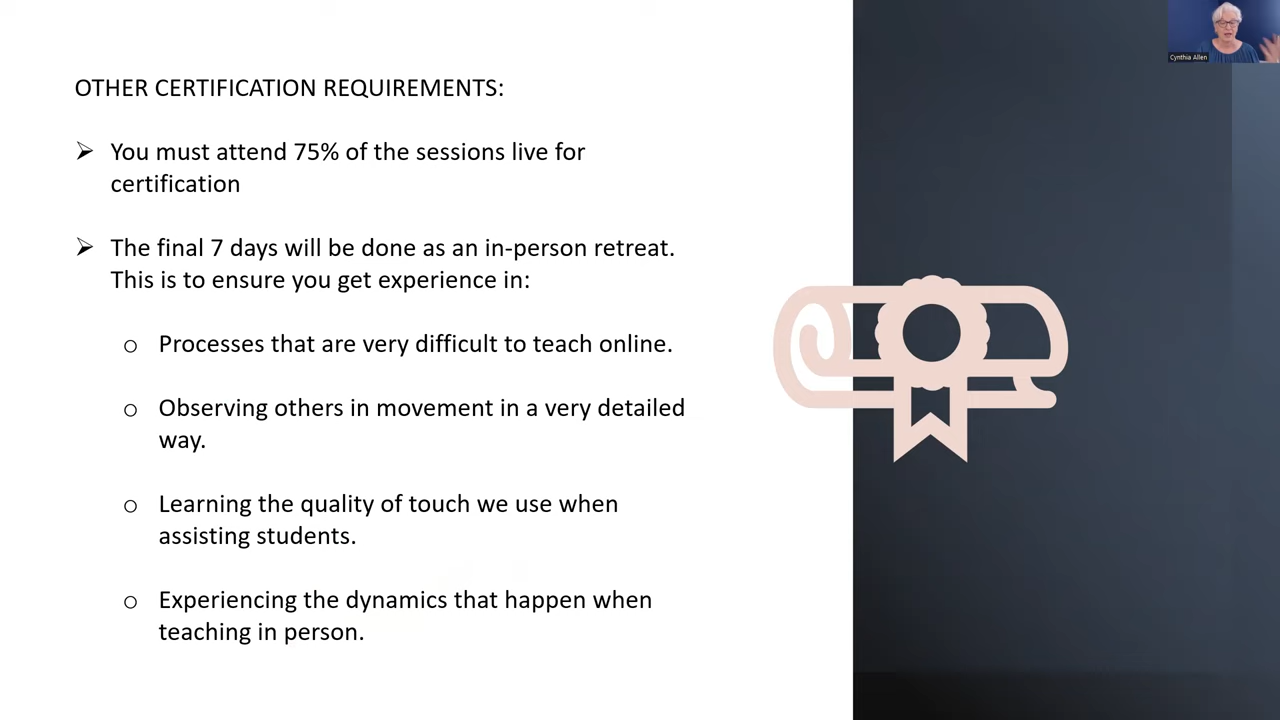 OTHER CERTIFICATION REQUIREMENTS:
➢ You must attend 75% of the sessions live for
certification
➢ The final 7 days will be done as an in-person retreat.
This is to ensure you get experience in:
o Processes that are very difficult to teach online.
o Observing others in movement in a very detailed
way.
o Learning the quality of touch we use when
assisting students.
o Experiencing the dynamics that happen when
teaching in person.
Cynthia Allen